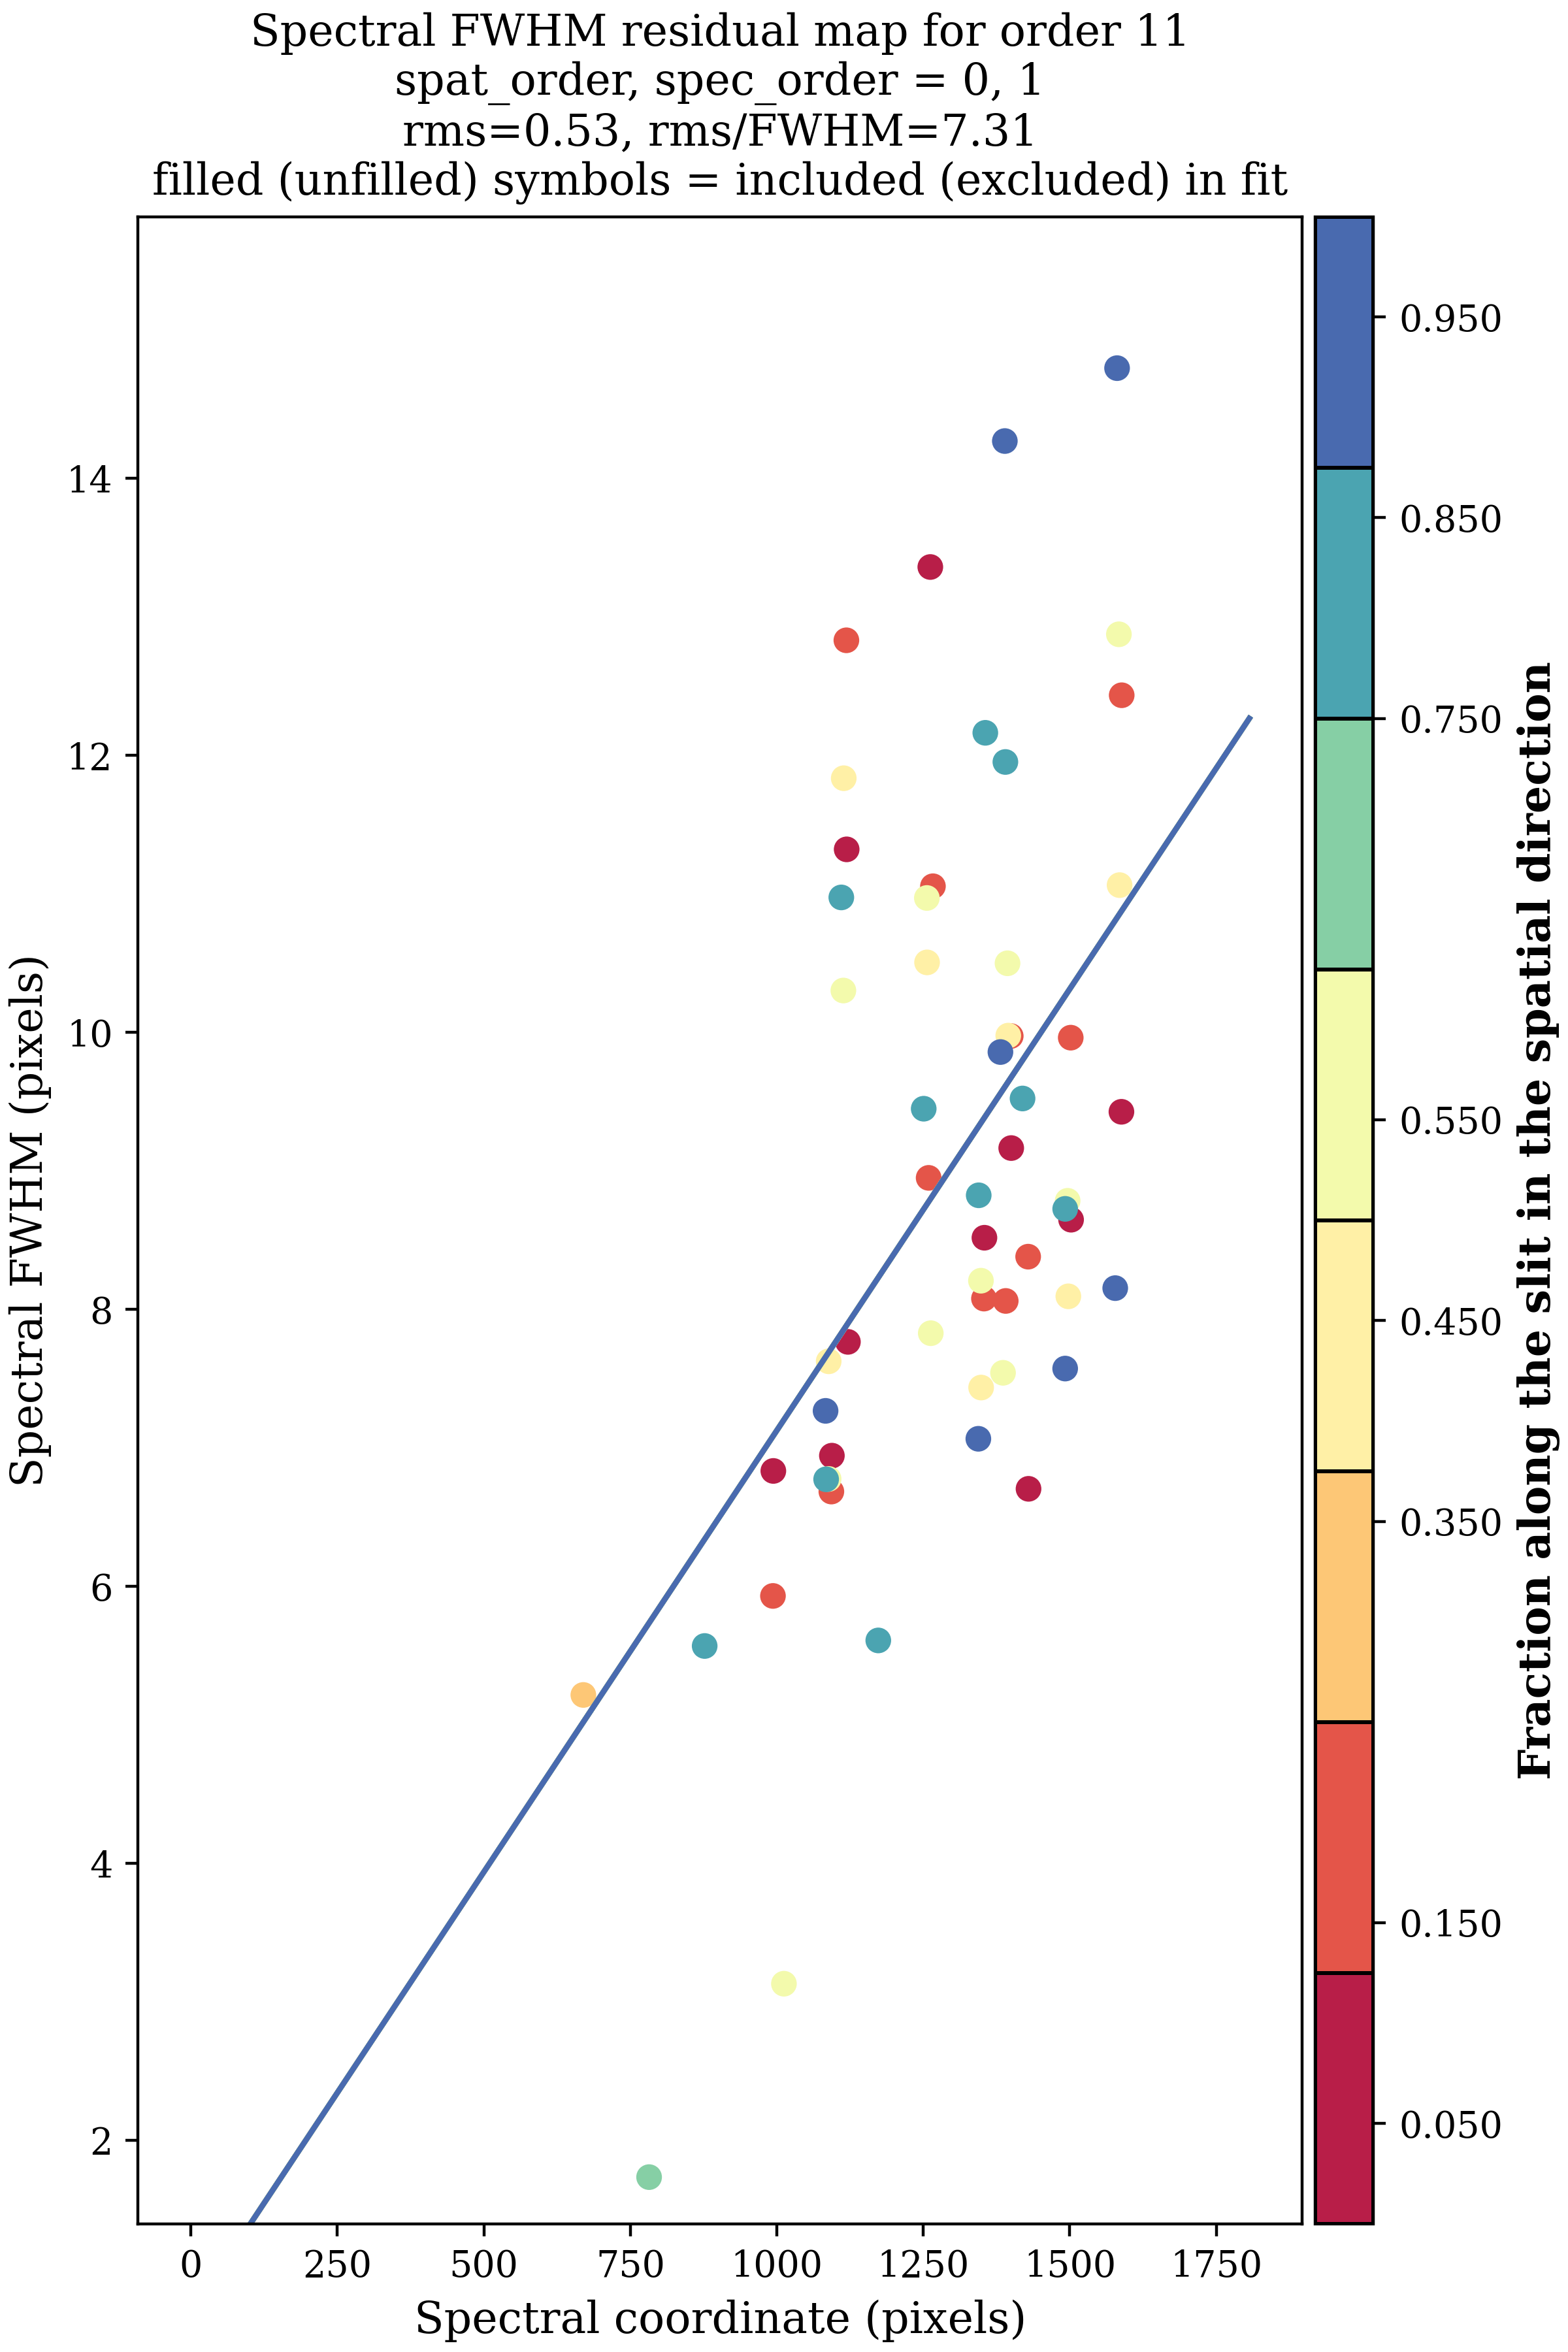 Spectral FWHM residual map for order 11
spat_order, spec_order = 0, 1
rms=0.53, rms/FWHM=7.31
filled (unfilled) symbols = included (excluded) in fit
Spectral FWHM (pixels)
14
12
10
8
6
4
2
0 250 500 750 1000 1250 1500 1750
Spectral coordinate (pixels)
0.950
0.850
0.750
0.550
0.450
0.350
0.150
0.050
Fraction along the slit in the spatial direction